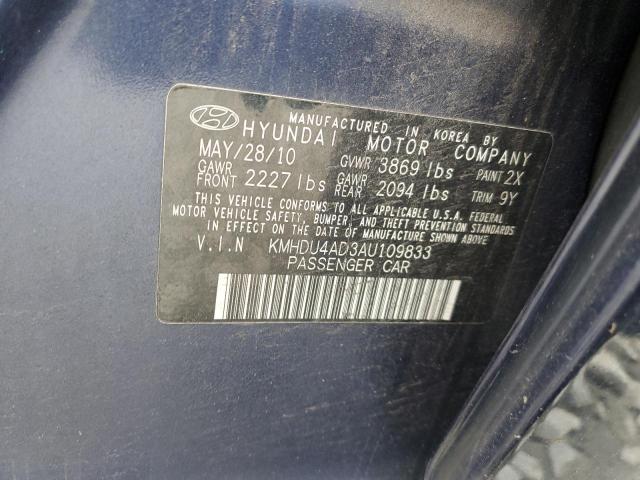 MANUFACTURED IN KOREA BY
HYUNDAI MOTOR COMPANY
MAY/28/10 GVWR 3869 lbs PAINT 2X
GAWR FRONT 2227 lbs GAWR REAR 2094 lbs TRIM 9Y
THIS VEHICLE CONFORMS TO ALL APPLICABLE U.S.A. FEDERAL
MOTOR VEHICLE SAFETY, BUMPER, AND THEFT PREVENTION STANDARDS
IN EFFECT ON THE DATE OF MANUFACTURE SHOWN ABOVE.
V.I.N KMHDU4AD3AU109833
PASSENGER CAR